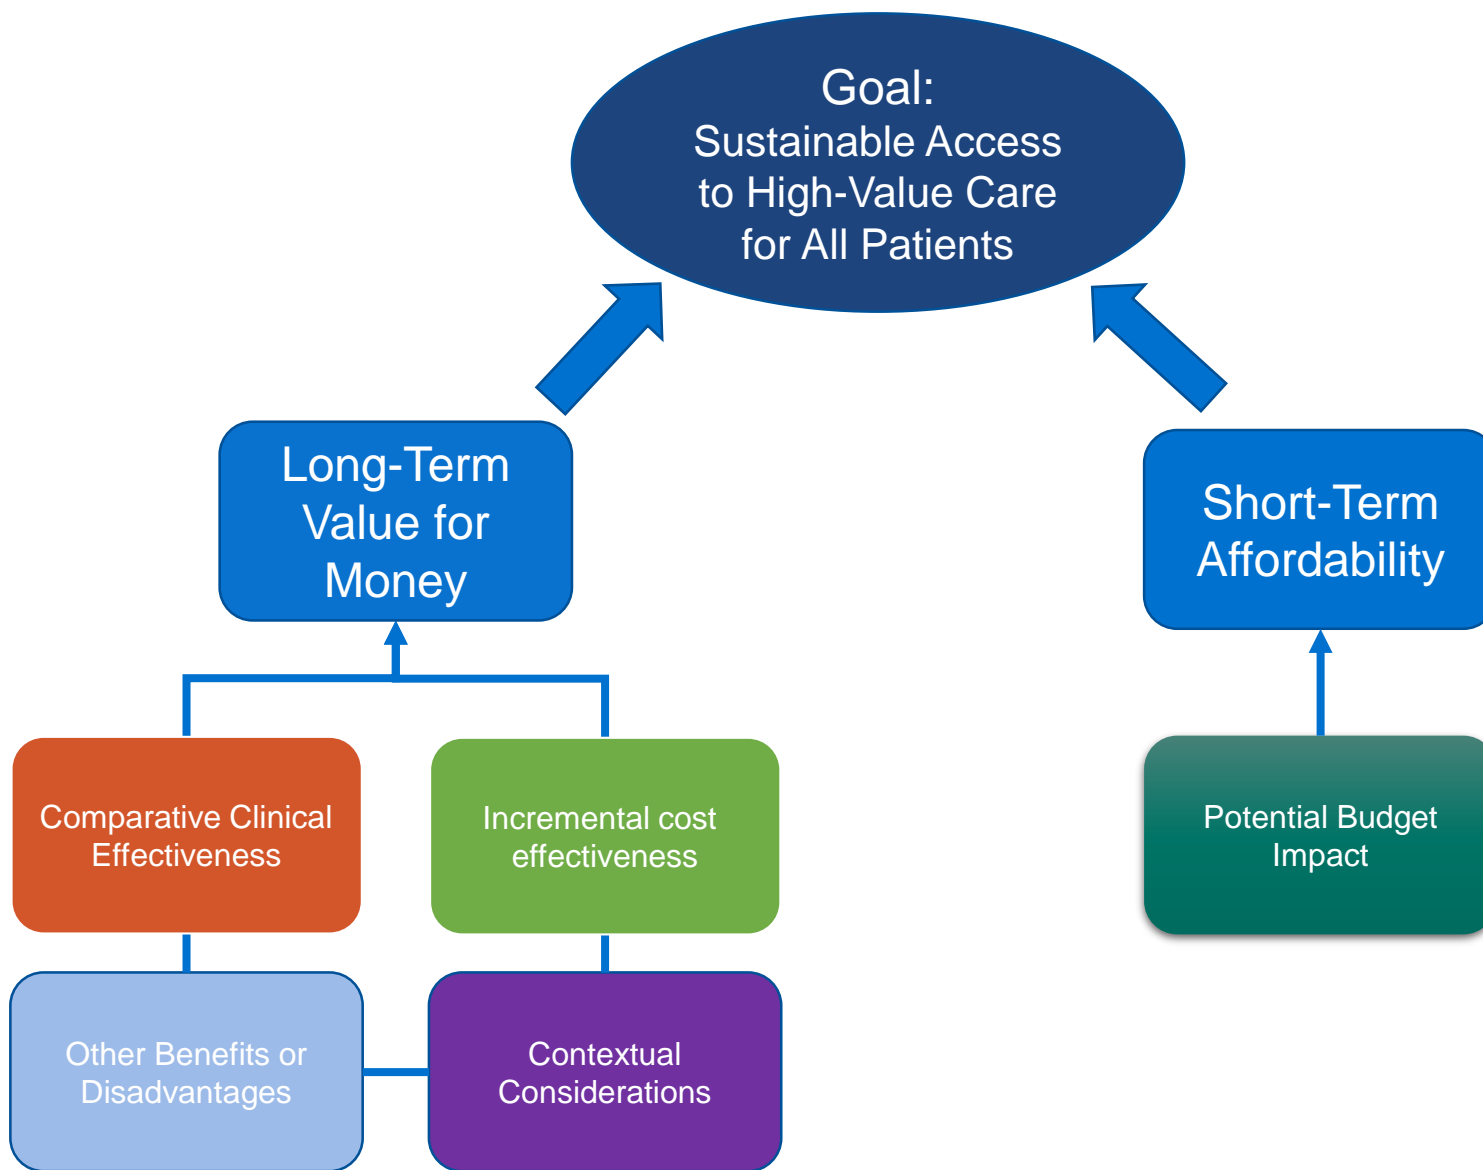 Goal:
Sustainable Access
to High-Value Care
for All Patients
Long-Term
Value for
Money
Short-Term
Affordability
Comparative Clinical
Effectiveness
Incremental cost
effectiveness
Potential Budget
Impact
Other Benefits or
Disadvantages
Contextual
Considerations